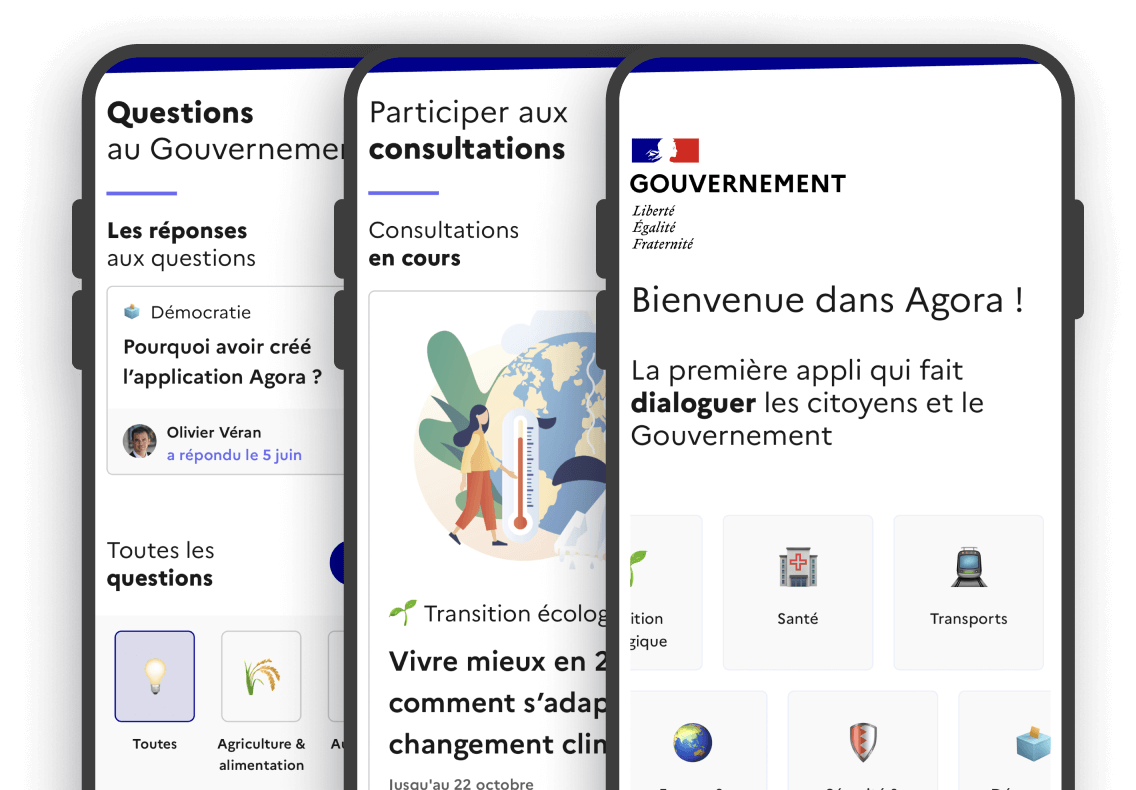 Questions
au Gouvernemen
Les réponses
aux questions
Démocratie
Pourquoi avoir créé
l'application Agora ?
Olivier Véran
a répondu le 5 juin
Toutes les
questions
Toutes
Agriculture &
alimentation
Participer aux
consultations
Consultations
en cours
Transition écolog
Vivre mieux en 2
comment s'adap
changement clim
Jusqu'au 22 octobre
GOUVERNEMENT
Liberté
Égalité
Fraternité
Bienvenue dans Agora !
La première appli qui fait
dialoguer les citoyens et le
Gouvernement
ition
gique
Santé
Transports